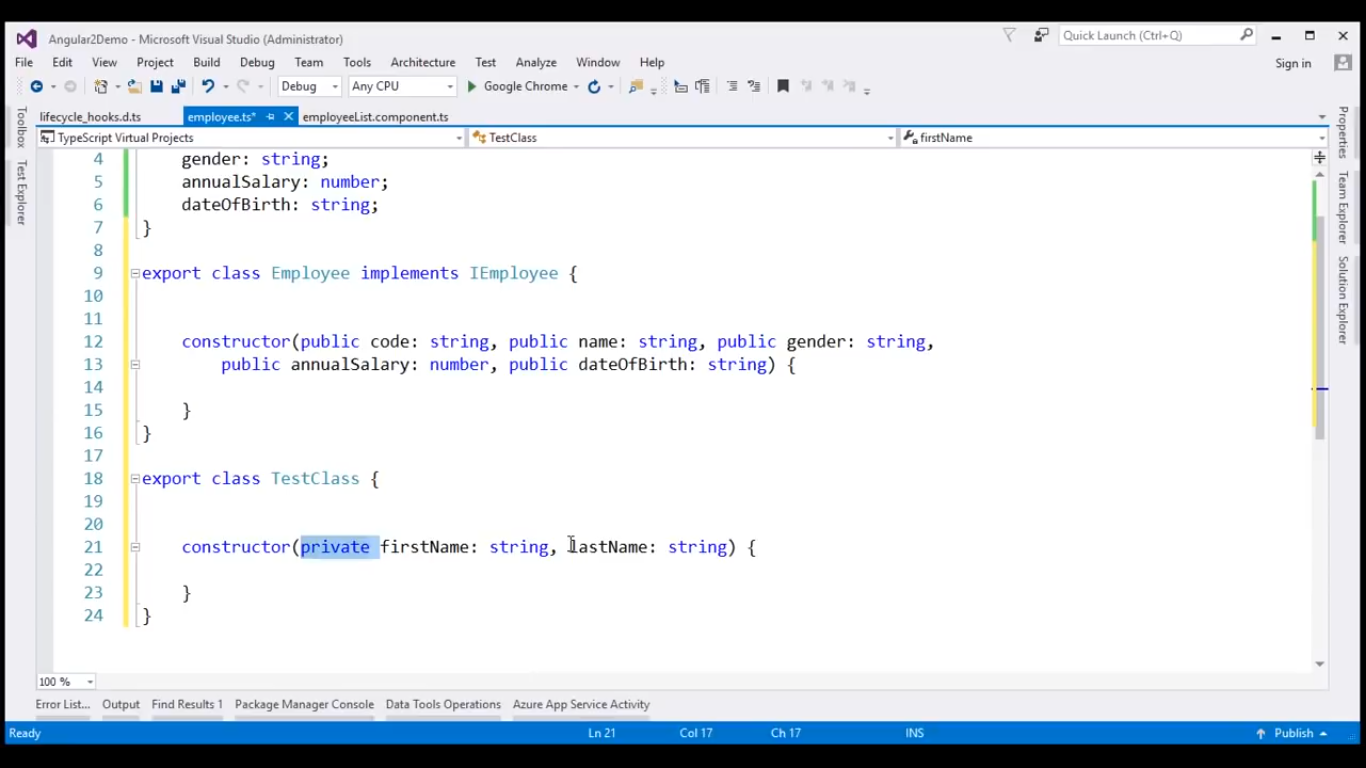 Angular2Demo - Microsoft Visual Studio (Administrator)
Quick Launch (Ctrl+Q)
File Edit View Project Build Debug Team Tools Architecture Test Analyze Window Help
Sign in
Debug Any CPU Google Chrome
lifecycle_hooks.d.ts employee.ts* employeeList.component.ts
TypeScript Virtual Projects TestClass firstName
4 gender: string;
5 annualSalary: number;
6 dateOfBirth: string;
7 }
8
9 export class Employee implements IEmployee {
10
11
12 constructor(public code: string, public name: string, public gender: string,
13 public annualSalary: number, public dateOfBirth: string) {
14
15 }
16 }
17
18 export class TestClass {
19
20
21 constructor(private firstName: string, lastName: string) {
22
23 }
24 }
100 %
Error List... Output Find Results 1 Package Manager Console Data Tools Operations Azure App Service Activity
Ready Ln 21 Col 17 Ch 17 INS Publish
Toolbox
Test Explorer
Properties
Team Explorer
Solution Explorer